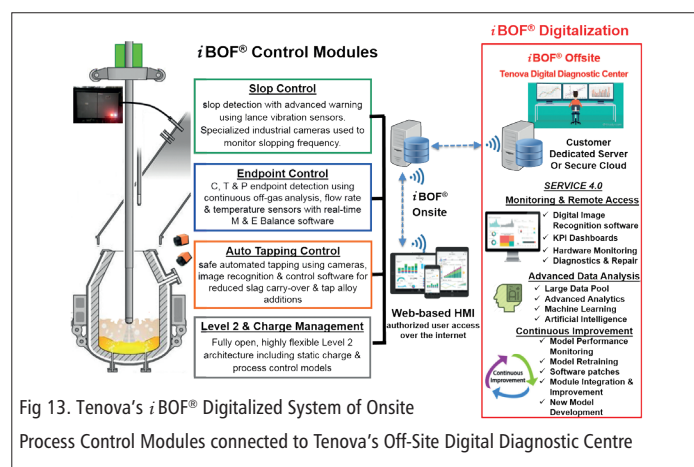 iBOF® Control Modules
Slop Control
slop detection with advanced warning
using lance vibration sensors.
Specialized industrial cameras used to
monitor slopping frequency.
Endpoint Control
C, T & P endpoint detection using
continuous off-gas analysis, flow rate
& temperature sensors with real-time
M & E Balance software
Auto Tapping Control
safe automated tapping using cameras,
image recognition & control software for
reduced slag carry-over & tap alloy
additions
Level 2 & Charge Management
Fully open, highly flexible Level 2
architecture including static charge &
process control models
iBOF®
Onsite
Web-based HMI
authorized user access
over the internet
iBOF® Digitalization
iBOF® Offsite
Tenova Digital Diagnostic Center
Customer
Dedicated Server
Or Secure Cloud
SERVICE 4.0
Monitoring & Remote Access
✓ Digital Image
Recognition software
✓ KPI Dashboards
✓ Hardware Monitoring
✓ Diagnostics & Repair
Advanced Data Analysis
✓ Large Data Pool
✓ Advanced Analytics
✓ Machine Learning
✓ Artificial Intelligence
Continuous Improvement
✓ Model Performance
Monitoring
✓ Model Retraining
✓ Software patches
✓ Module Integration &
Improvement
✓ New Model
Development
Continuous
Improvement
Fig 13. Tenova's iBOF® Digitalized System of Onsite
Process Control Modules connected to Tenova's Off-Site Digital Diagnostic Centre